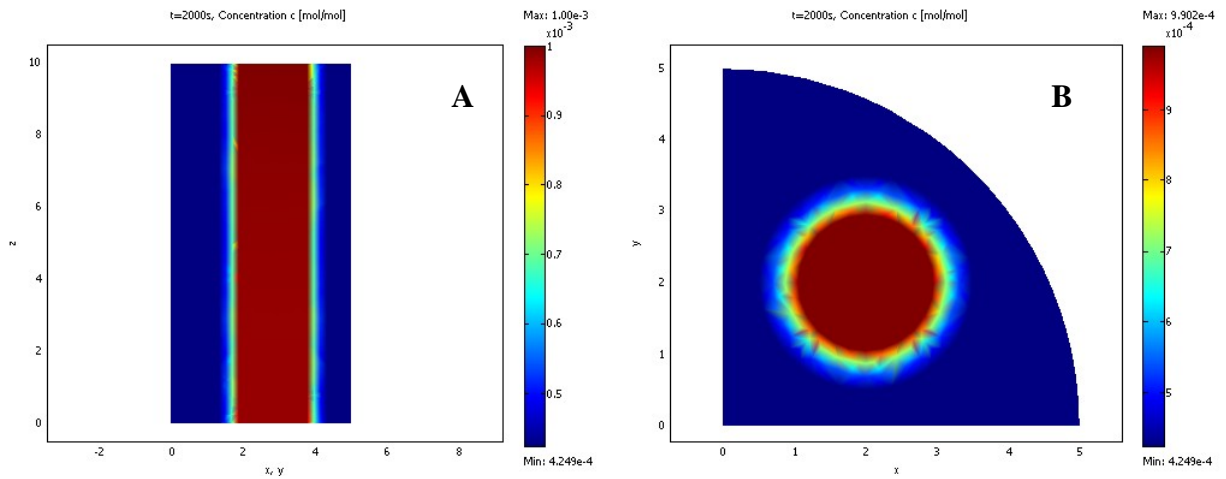 t=2000s, Concentration c [mol/mol]
Max: 1.00e-3
x10-3
A
10
8
6
4
2
0
-2
0
2
4
6
8
x, y
z
1
0.9
0.8
0.7
0.6
0.5
Min: 4.249e-4
t=2000s, Concentration c [mol/mol]
Max: 9.902e-4
x10-4
B
5
4
3
2
1
0
0
1
2
3
4
5
x
y
9
8
7
6
5
Min: 4.249e-4